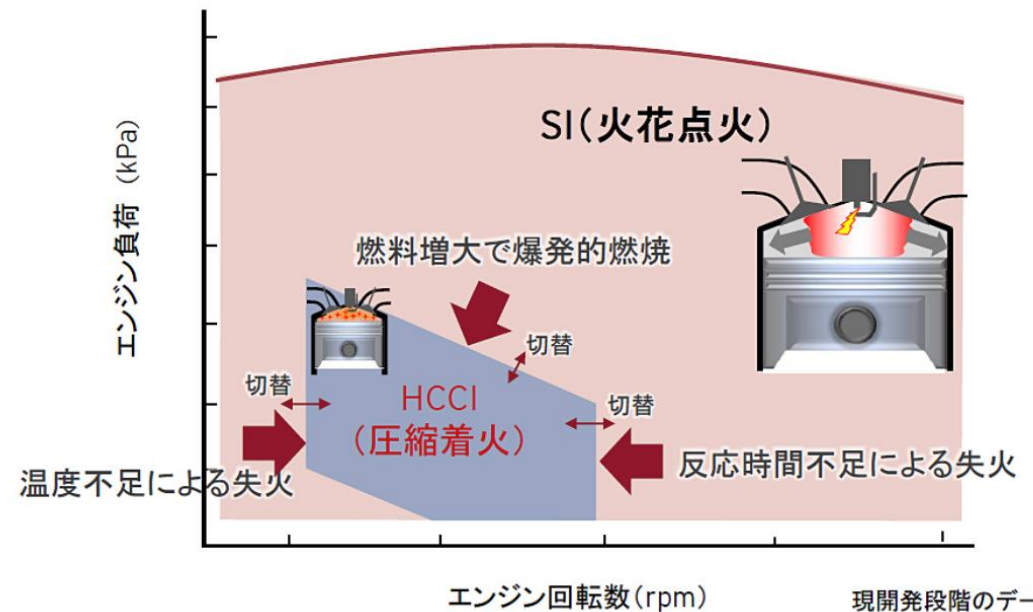 SI(火花点火)
エンジン負荷 (kPa)
燃料増大で爆発的燃焼
切替
切替
HCCI
(圧縮着火)
切替
温度不足による失火
反応時間不足による失火
エンジン回転数(rpm)
現開発段階のデー